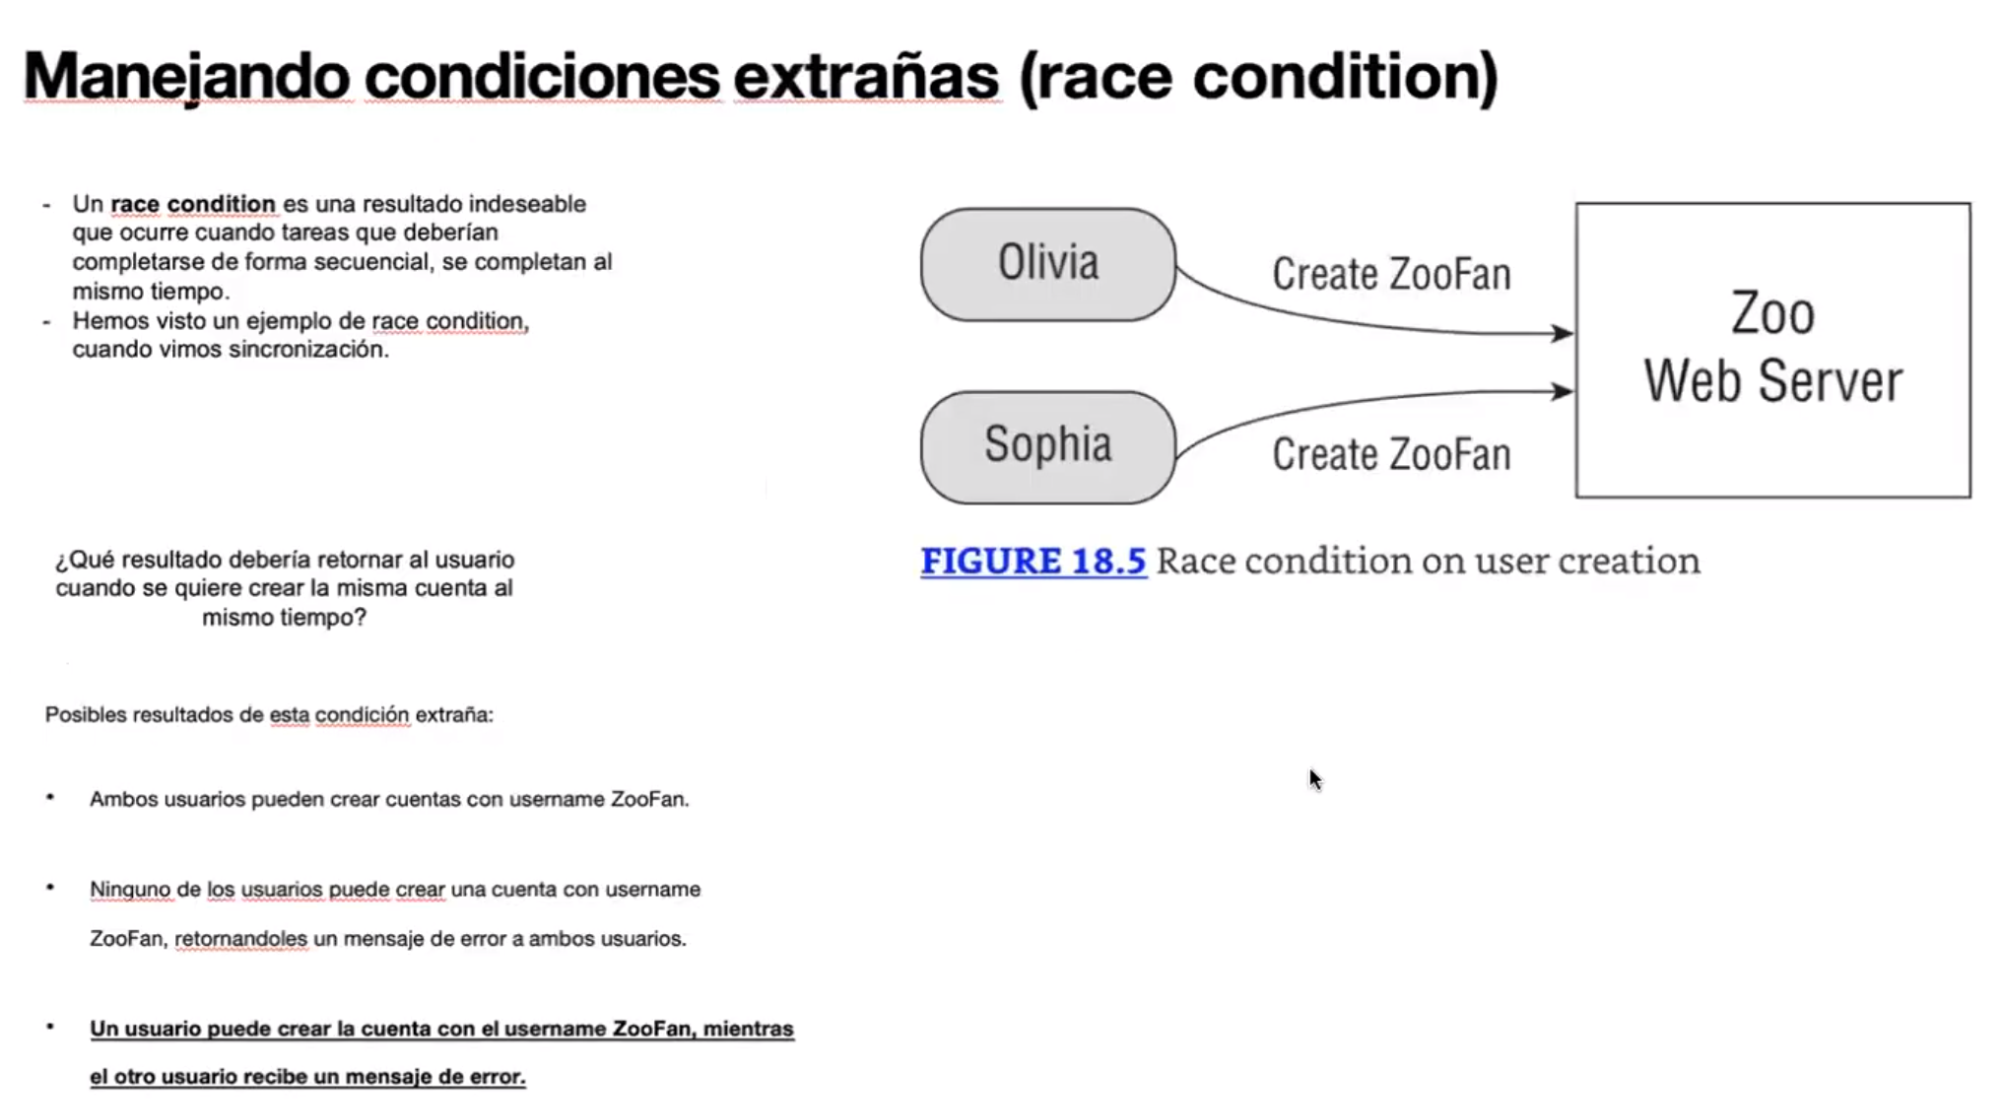 Manejando condiciones extrañas (race condition)
- Un race condition es una resultado indeseable
que ocurre cuando tareas que deberían
completarse de forma secuencial, se completan al
mismo tiempo.
- Hemos visto un ejemplo de race condition,
cuando vimos sincronización.
¿Qué resultado debería retornar al usuario
cuando se quiere crear la misma cuenta al
mismo tiempo?
Posibles resultados de esta condición extraña:
• Ambos usuarios pueden crear cuentas con username ZooFan.
• Ninguno de los usuarios puede crear una cuenta con username
ZooFan, retornandoles un mensaje de error a ambos usuarios.
• Un usuario puede crear la cuenta con el username ZooFan, mientras
el otro usuario recibe un mensaje de error.
Olivia
Create ZooFan
Zoo
Web Server
Sophia
Create ZooFan
FIGURE 18.5 Race condition on user creation